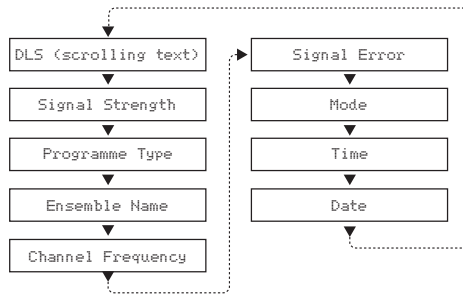 DLS (scrolling text)
Signal Strength
Programme Type
Ensemble Name
Channel Frequency
Signal Error
Mode
Time
Date